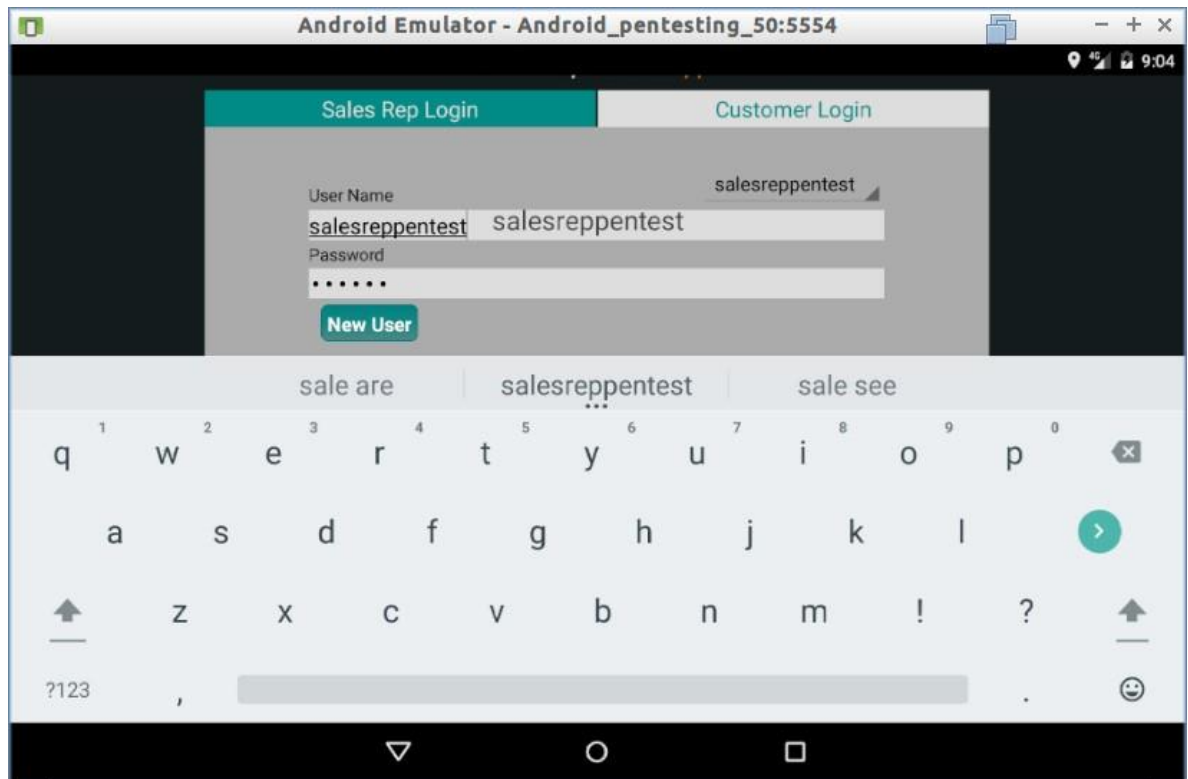 Android Emulator - Android_pentesting_50:5554
4G 9:04
Sales Rep Login Customer Login
User Name salesreppentest
salesreppentest salesreppentest
Password
New User
sale are salesreppentest sale see
1 2 3 4 5 6 7 8 9 0
q w e r t y u i o p
a s d f g h j k l
z x c v b n m ! ?
?123 , .